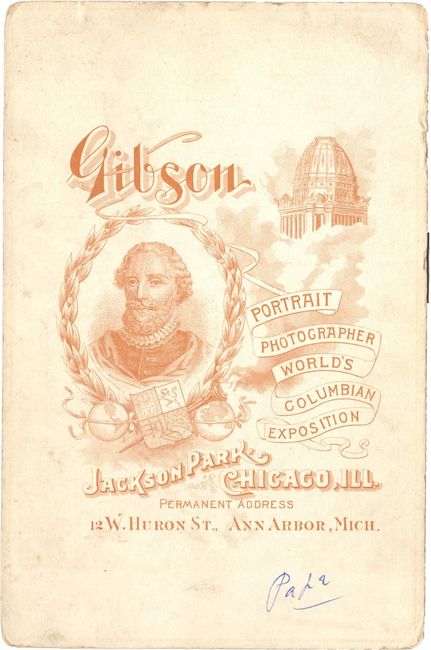 Gibson
PORTRAIT
PHOTOGRAPHER
WORLD'S
COLUMBIAN
EXPOSITION
JACKSON PARK
CHICAGO, ILL.
PERMANENT ADDRESS
12 W. HURON ST., ANN ARBOR, MICH.
Papa